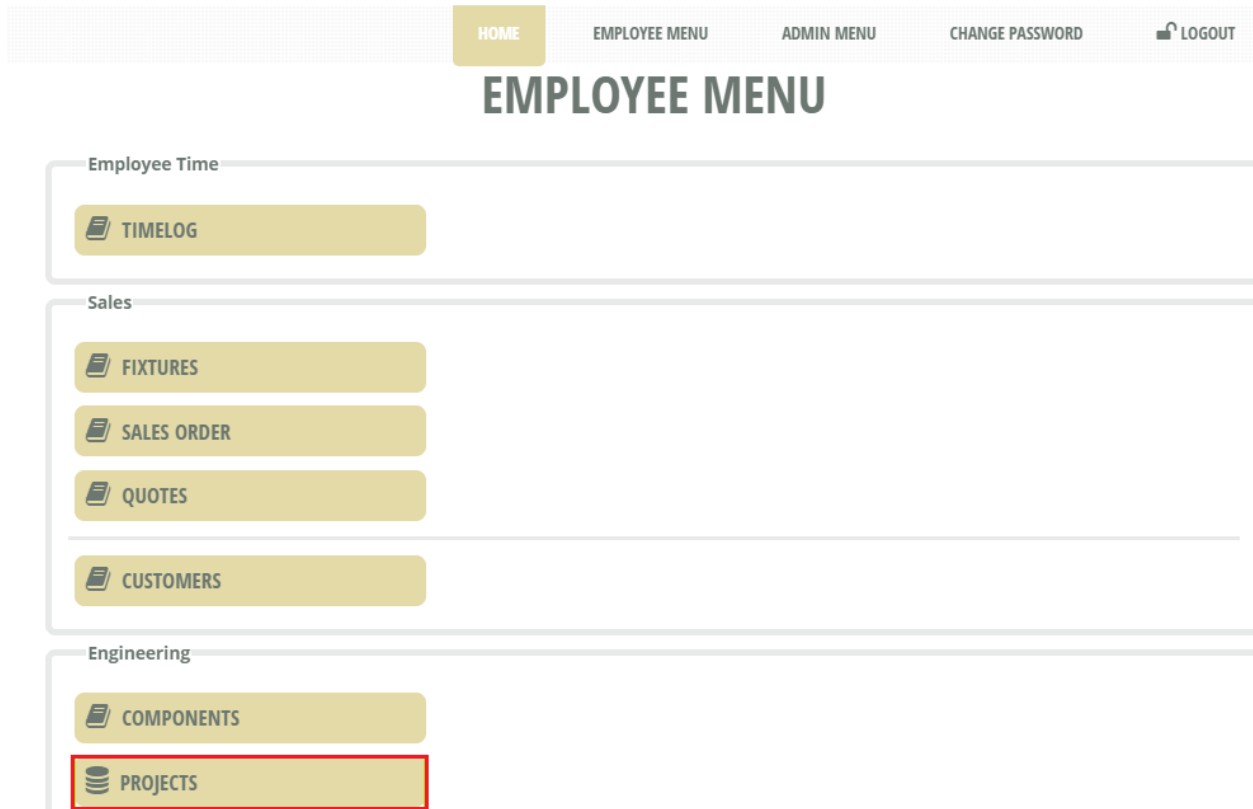 HOME EMPLOYEE MENU ADMIN MENU CHANGE PASSWORD LOGOUT
EMPLOYEE MENU
Employee Time
TIMELOG
Sales
FIXTURES
SALES ORDER
QUOTES
CUSTOMERS
Engineering
COMPONENTS
PROJECTS